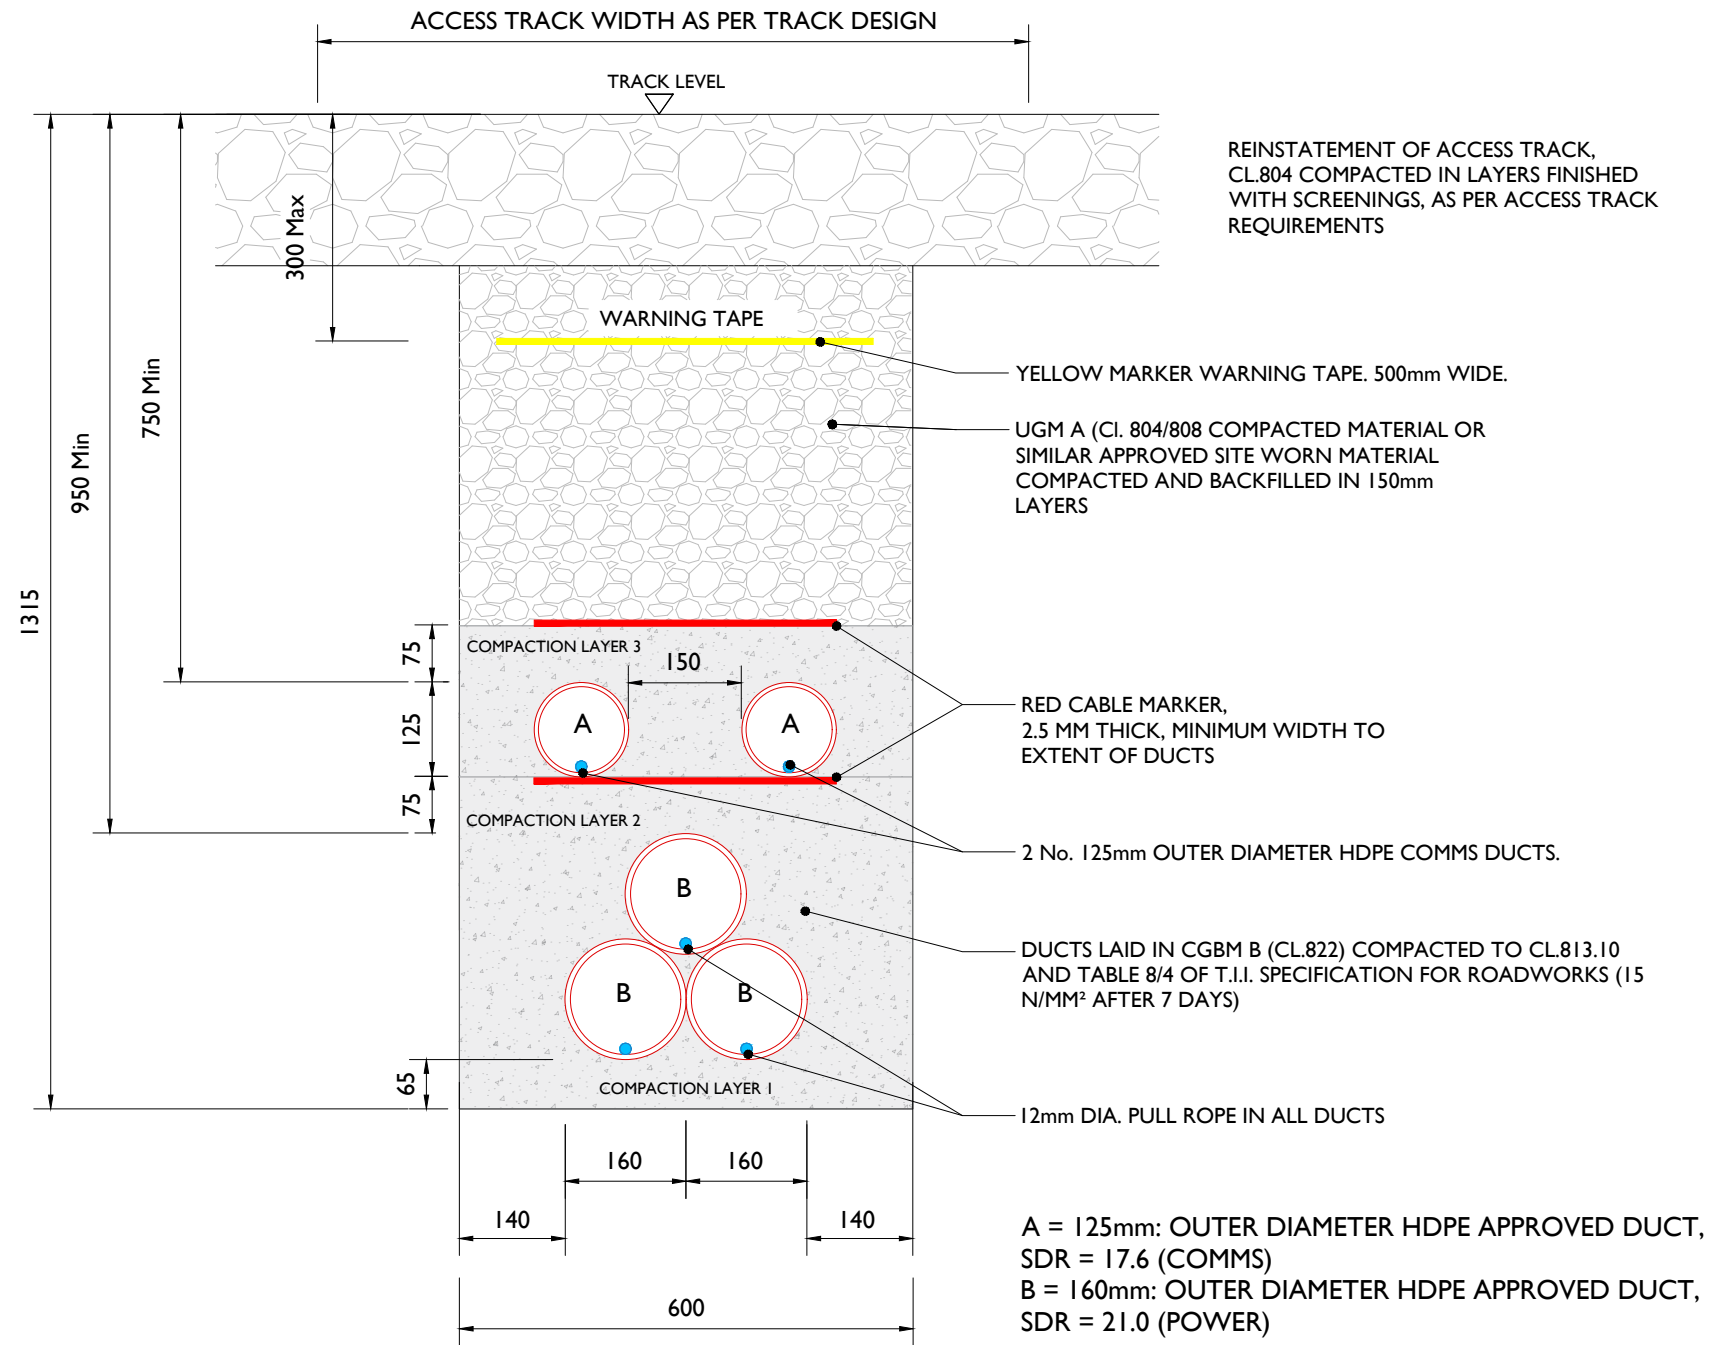 ACCESS TRACK WIDTH AS PER TRACK DESIGN
TRACK LEVEL
REINSTATEMENT OF ACCESS TRACK,
CL.804 COMPACTED IN LAYERS FINISHED
WITH SCREENINGS, AS PER ACCESS TRACK
REQUIREMENTS
300 Max
WARNING TAPE
YELLOW MARKER WARNING TAPE. 500mm WIDE.
750 Min
UGM A (Cl. 804/808 COMPACTED MATERIAL OR
SIMILAR APPROVED SITE WORN MATERIAL
COMPACTED AND BACKFILLED IN 150mm
LAYERS
950 Min
1315
75
COMPACTION LAYER 3
150
RED CABLE MARKER,
2.5 MM THICK, MINIMUM WIDTH TO
EXTENT OF DUCTS
125
A
A
75
COMPACTION LAYER 2
2 No. 125mm OUTER DIAMETER HDPE COMMS DUCTS.
B
DUCTS LAID IN CGBM B (CL.822) COMPACTED TO CL.813.10
AND TABLE 8/4 OF T.I.I. SPECIFICATION FOR ROADWORKS (15
N/MM² AFTER 7 DAYS)
B
B
65
COMPACTION LAYER 1
12mm DIA. PULL ROPE IN ALL DUCTS
160
160
140
140
600
A = 125mm: OUTER DIAMETER HDPE APPROVED DUCT,
SDR = 17.6 (COMMS)
B = 160mm: OUTER DIAMETER HDPE APPROVED DUCT,
SDR = 21.0 (POWER)